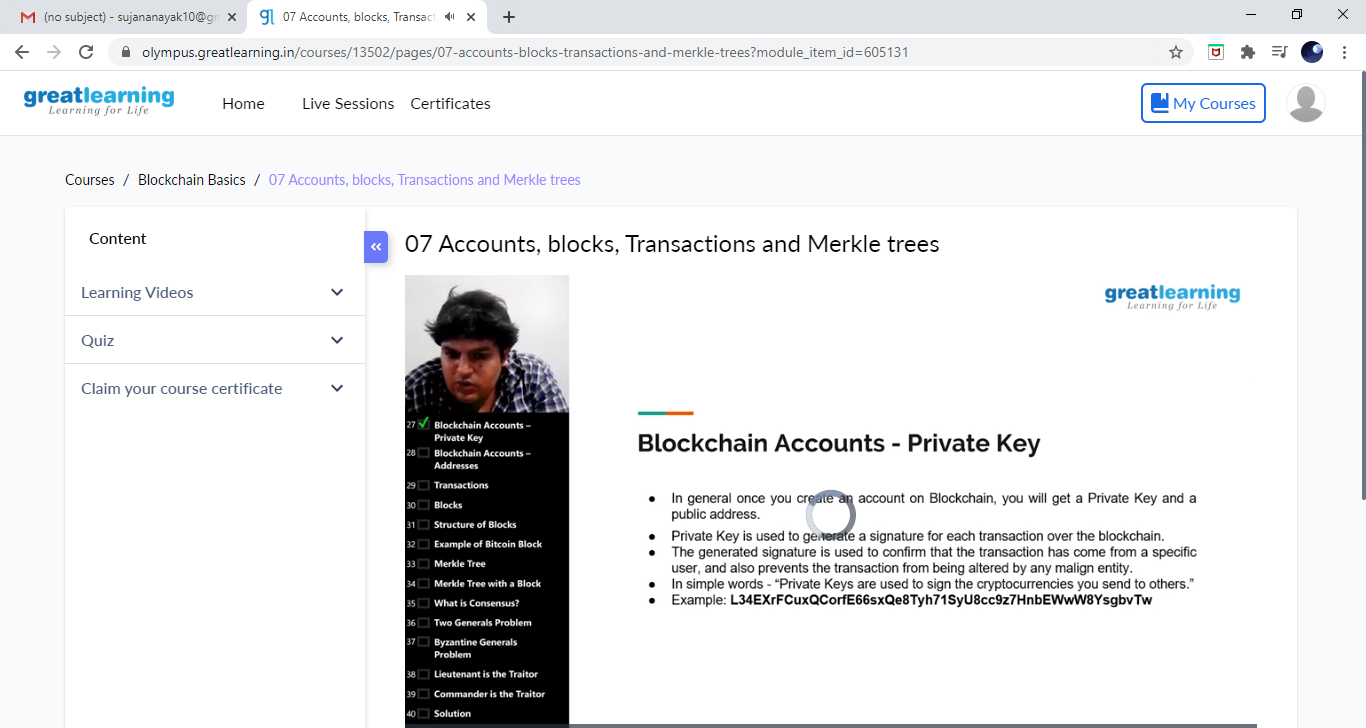 (no subject) - sujananayak10@gm
07 Accounts, blocks, Transact
olympus.greatlearning.in/courses/13502/pages/07-accounts-blocks-transactions-and-merkle-trees?module_item_id=605131
greatlearning
Learning for Life
Home
Live Sessions
Certificates
My Courses
Courses / Blockchain Basics / 07 Accounts, blocks, Transactions and Merkle trees
Content
Learning Videos
Quiz
Claim your course certificate
07 Accounts, blocks, Transactions and Merkle trees
27 Blockchain Accounts –
Private Key
28 Blockchain Accounts –
Addresses
29 Transactions
30 Blocks
31 Structure of Blocks
32 Example of Bitcoin Block
33 Merkle Tree
34 Merkle Tree with a Block
35 What is Consensus?
36 Two Generals Problem
37 Byzantine Generals
Problem
38 Lieutenant is the Traitor
39 Commander is the Traitor
40 Solution
greatlearning
Learning for Life
Blockchain Accounts - Private Key
• In general once you create an account on Blockchain, you will get a Private Key and a
public address.
• Private Key is used to generate a signature for each transaction over the blockchain.
• The generated signature is used to confirm that the transaction has come from a specific
user, and also prevents the transaction from being altered by any malign entity.
• In simple words - “Private Keys are used to sign the cryptocurrencies you send to others.”
• Example: L34EXrFCuxQCorfE66sxQe8Tyh71SyU8cc9z7HnbEWwW8YsgbvTw